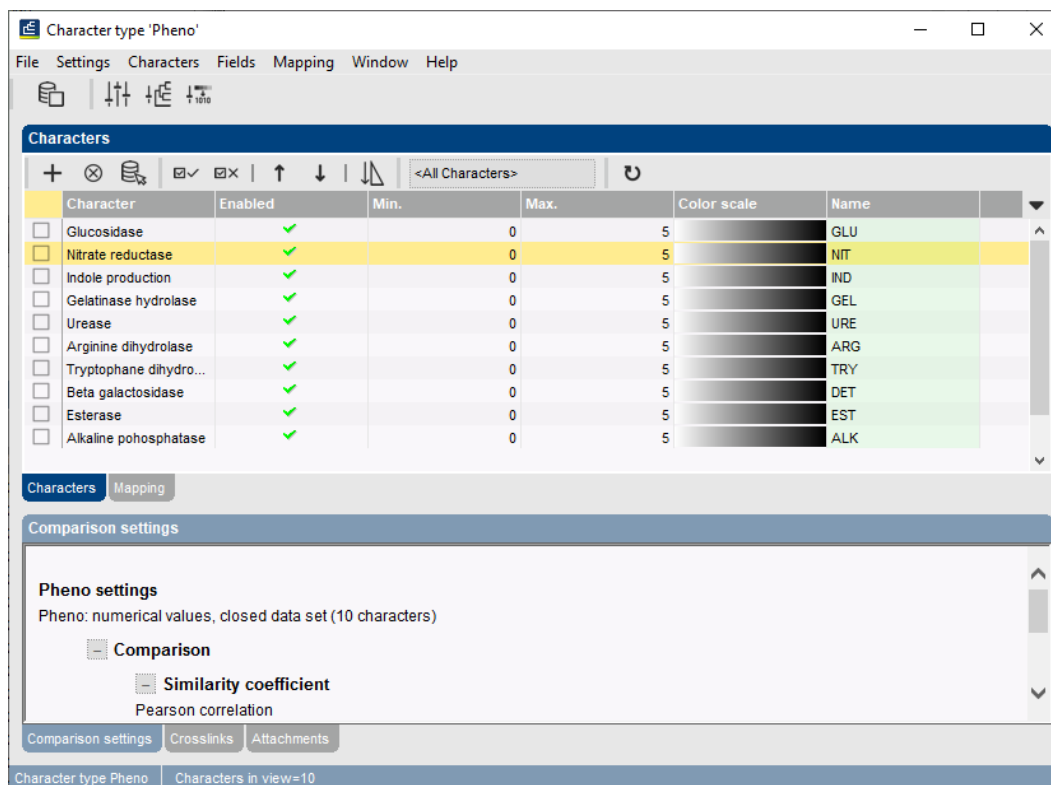 Character type 'Pheno'
File Settings Characters Fields Mapping Window Help
Characters
<All Characters>
Character Enabled Min. Max. Color scale Name
Glucosidase 0 5 GLU
Nitrate reductase 0 5 NIT
Indole production 0 5 IND
Gelatinase hydrolase 0 5 GEL
Urease 0 5 URE
Arginine dihydrolase 0 5 ARG
Tryptophane dihydro... 0 5 TRY
Beta galactosidase 0 5 DET
Esterase 0 5 EST
Alkaline pohosphatase 0 5 ALK
Characters Mapping
Comparison settings
Pheno settings
Pheno: numerical values, closed data set (10 characters)
Comparison
Similarity coefficient
Pearson correlation
Comparison settings Crosslinks Attachments
Character type Pheno Characters in view=10